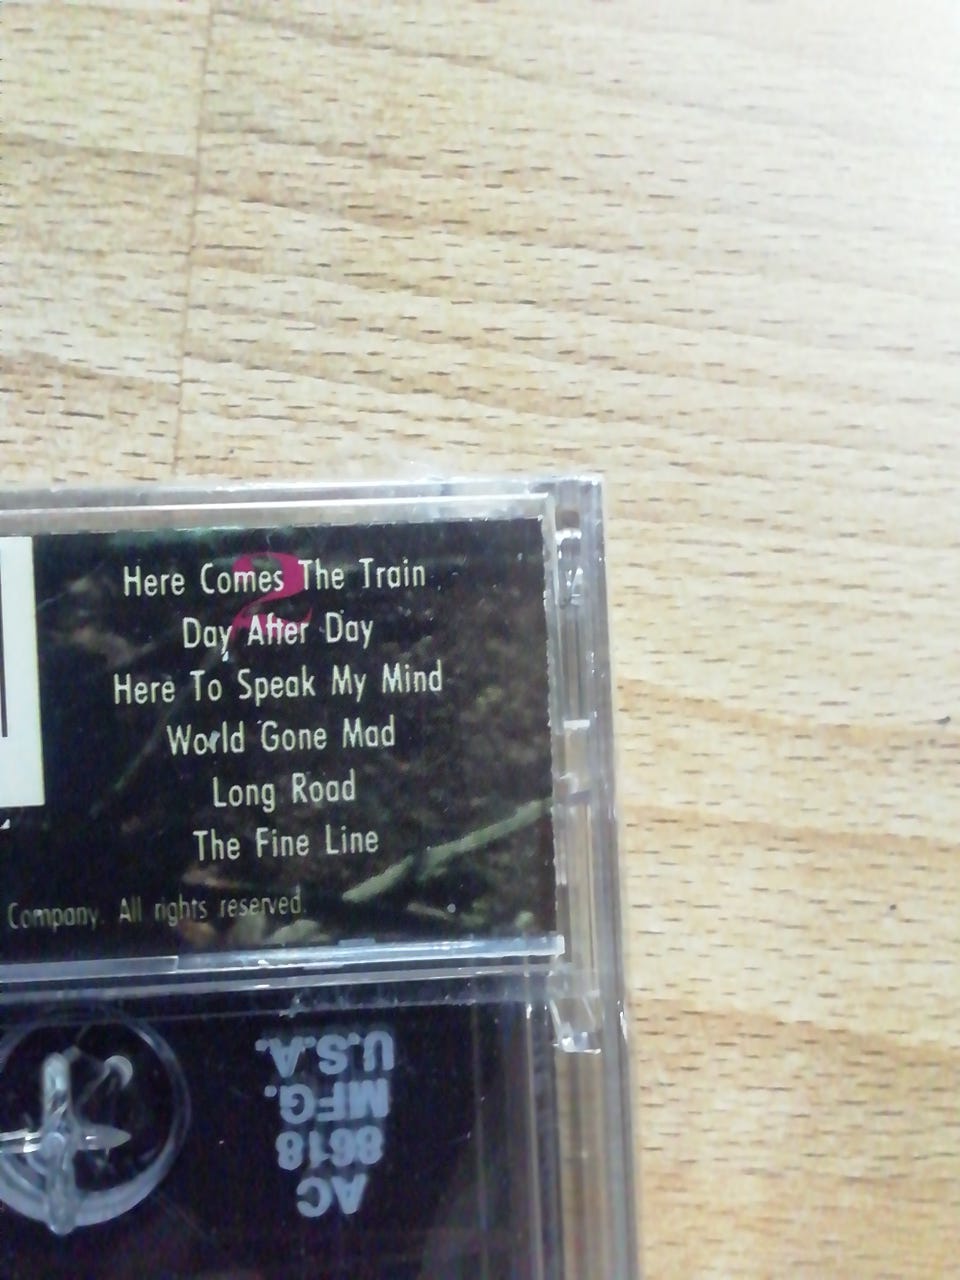 2
Here Comes The Train
Day After Day
Here To Speak My Mind
World Gone Mad
Long Road
The Fine Line
Company. All rights reserved.
AC
8618
MFG.
U.S.A.